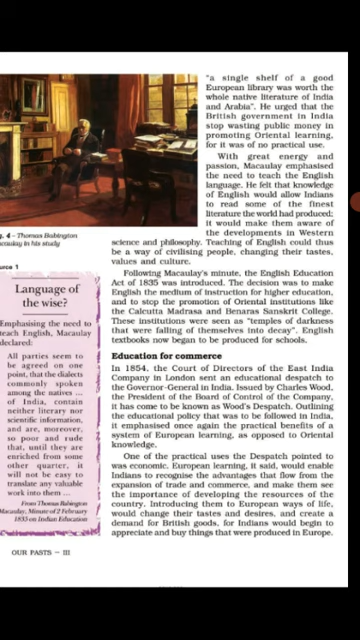 "a single shelf of a good
European library was worth the
whole native literature of India
and Arabia". He urged that the
British government in India
stop wasting public money in
promoting Oriental learning,
for it was of no practical use.
With great energy and
passion, Macaulay emphasised
the need to teach the English
language. He felt that knowledge
of English would allow Indians
to read some of the finest
literature the world had produced;
it would make them aware of
the developments in Western
science and philosophy. Teaching of English could thus
be a way of civilising people, changing their tastes,
values and culture.
Following Macaulay's minute, the English Education
Act of 1835 was introduced. The decision was to make
English the medium of instruction for higher education,
and to stop the promotion of Oriental institutions like
the Calcutta Madrasa and Benaras Sanskrit College.
These institutions were seen as "temples of darkness
that were falling of themselves into decay". English
textbooks now began to be produced for schools.
Education for commerce
In 1854, the Court of Directors of the East India
Company in London sent an educational despatch to
the Governor-General in India. Issued by Charles Wood,
the President of the Board of Control of the Company,
it has come to be known as Wood's Despatch. Outlining
the educational policy that was to be followed in India,
it emphasised once again the practical benefits of a
system of European learning, as opposed to Oriental
knowledge.
One of the practical uses the Despatch pointed to
was economic. European learning, it said, would enable
Indians to recognise the advantages that flow from the
expansion of trade and commerce, and make them see
the importance of developing the resources of the
country. Introducing them to European ways of life,
would change their tastes and desires, and create a
demand for British goods, for Indians would begin to
appreciate and buy things that were produced in Europe.
4 – Thomas Babington
acaulay in his study
urce 1
Language of
the wise?
Emphasising the need to
teach English, Macaulay
declared:
All parties seem to
be agreed on one
point, that the dialects
commonly spoken
among the natives ...
of India, contain
neither literary nor
scientific information,
and are, moreover,
so poor and rude
that, until they are
enriched from some
other quarter, it
will not be easy to
translate any valuable
work into them ...
From Thomas Babington
Macaulay, Minute of 2 February
1835 on Indian Education
OUR PASTS – III